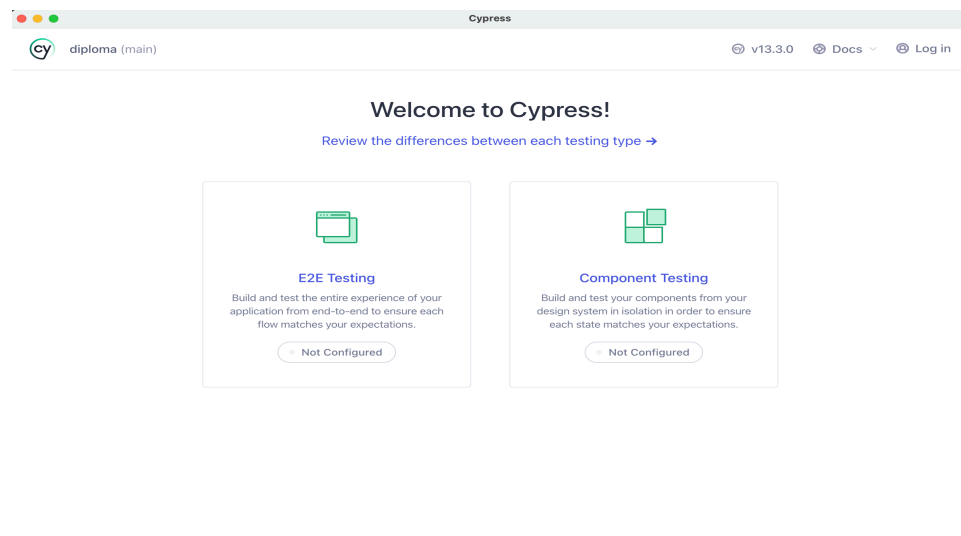 Cypress
cy diploma (main)
cy v13.3.0 Docs Log in
Welcome to Cypress!
Review the differences between each testing type →
E2E Testing
Build and test the entire experience of your
application from end-to-end to ensure each
flow matches your expectations.
Not Configured
Component Testing
Build and test your components from your
design system in isolation in order to ensure
each state matches your expectations.
Not Configured